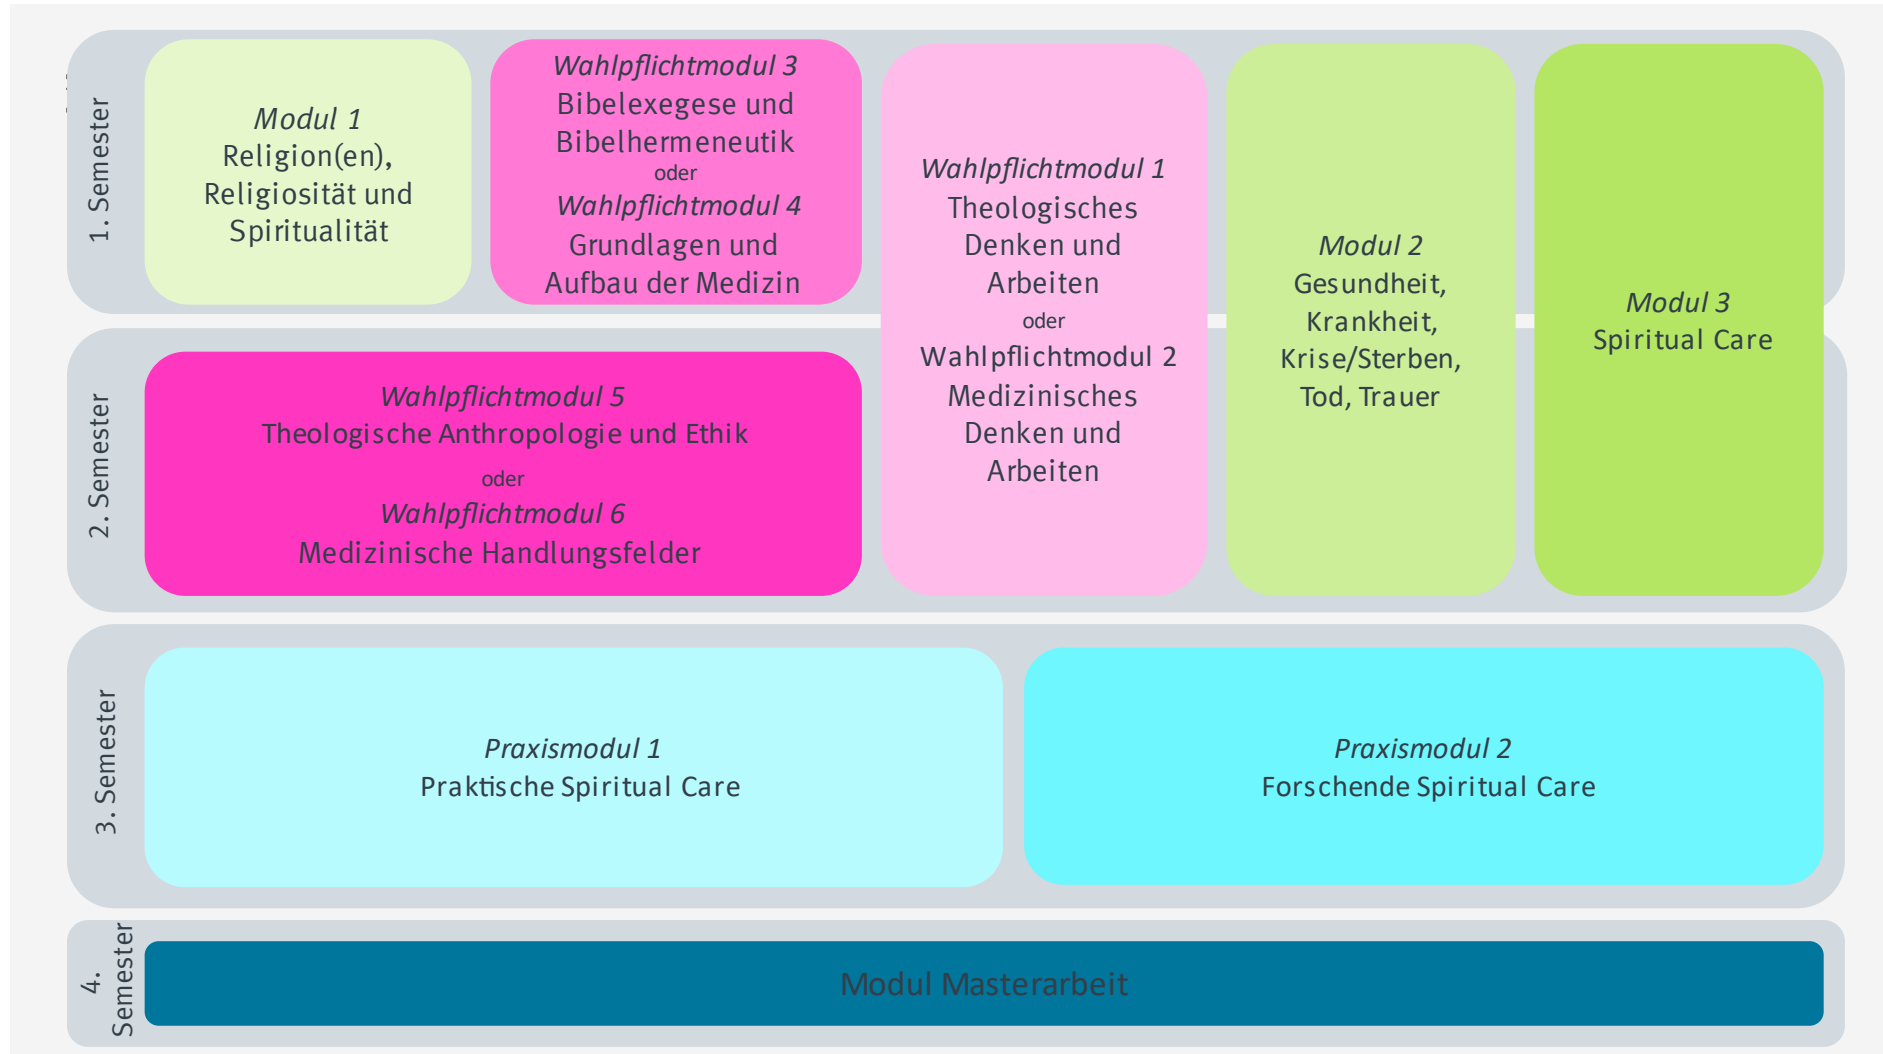 1. Semester
Modul 1
Religion(en),
Religiosität und
Spiritualität
Wahlpflichtmodul 3
Bibelexegese und
Bibelhermeneutik
oder
Wahlpflichtmodul 4
Grundlagen und
Aufbau der Medizin
Wahlpflichtmodul 1
Theologisches
Denken und
Arbeiten
oder
Wahlpflichtmodul 2
Medizinisches
Denken und
Arbeiten
Modul 2
Gesundheit,
Krankheit,
Krise/Sterben,
Tod, Trauer
Modul 3
Spiritual Care
2. Semester
Wahlpflichtmodul 5
Theologische Anthropologie und Ethik
oder
Wahlpflichtmodul 6
Medizinische Handlungsfelder
3. Semester
Praxismodul 1
Praktische Spiritual Care
Praxismodul 2
Forschende Spiritual Care
4.
Semester
Modul Masterarbeit